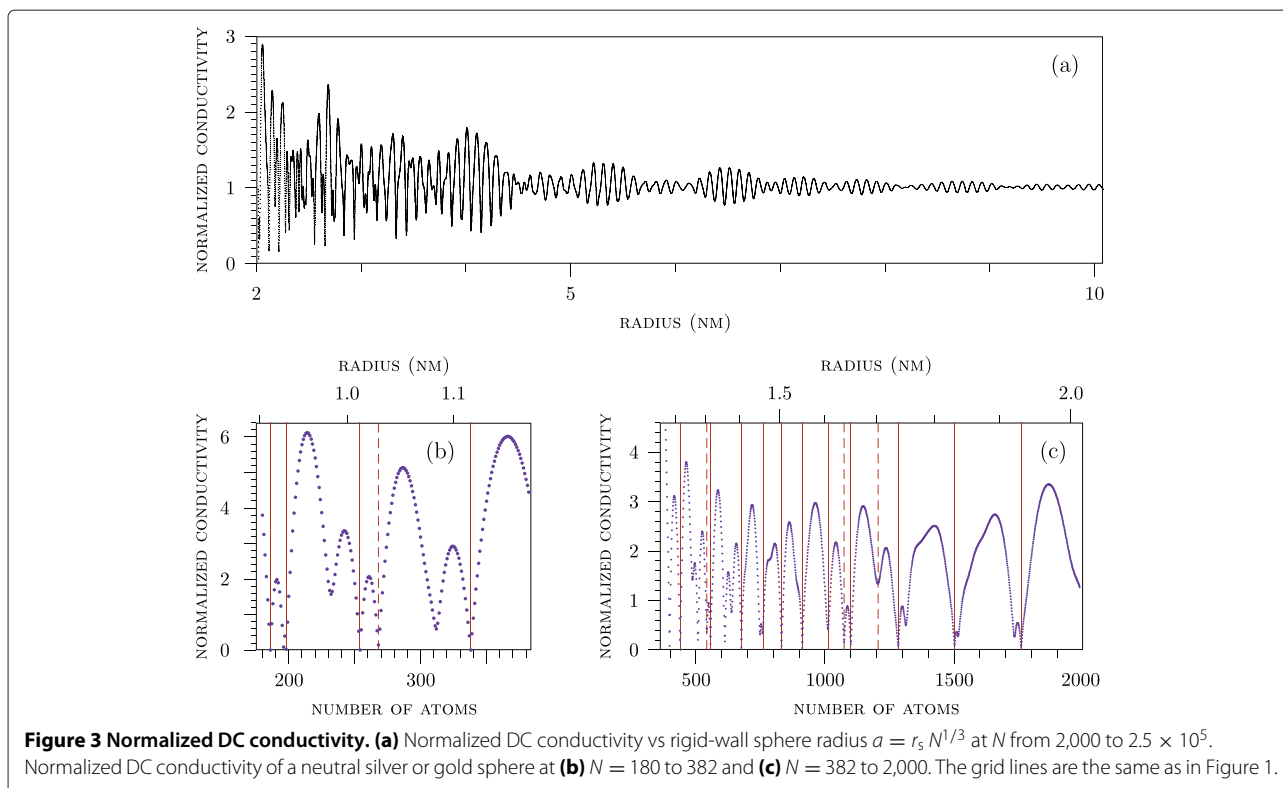 3
(a)
2
1
0
NORMALIZED CONDUCTIVITY
2 5 10
RADIUS (NM)
RADIUS (NM)
1.0 1.1
6
(b)
4
2
0
NORMALIZED CONDUCTIVITY
200 300
NUMBER OF ATOMS
RADIUS (NM)
1.5 2.0
(c)
4
3
2
1
0
NORMALIZED CONDUCTIVITY
500 1000 1500 2000
NUMBER OF ATOMS
Figure 3 Normalized DC conductivity. (a) Normalized DC conductivity vs rigid-wall sphere radius a = rₛ N^1/3 at N from 2,000 to 2.5 × 10⁵.
Normalized DC conductivity of a neutral silver or gold sphere at (b) N = 180 to 382 and (c) N = 382 to 2,000. The grid lines are the same as in Figure 1.